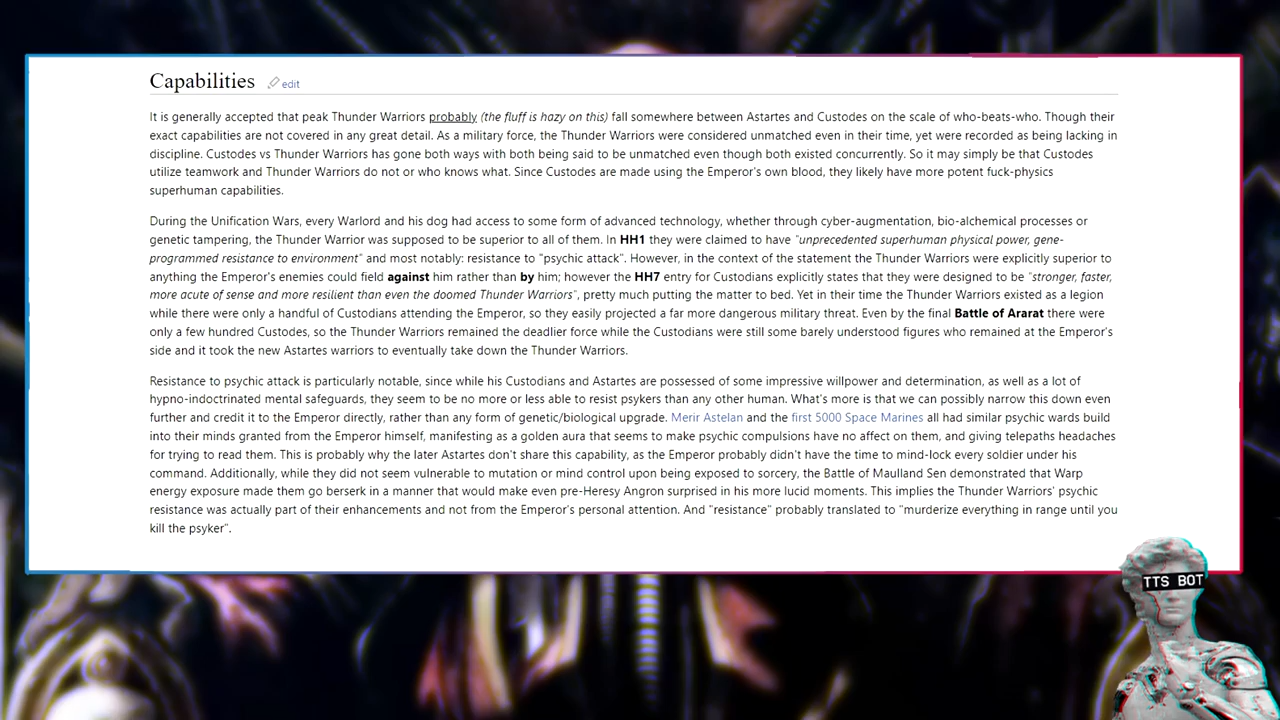 Capabilities edit
It is generally accepted that peak Thunder Warriors probably (the fluff is hazy on this) fall somewhere between Astartes and Custodes on the scale of who-beats-who. Though their
exact capabilities are not covered in any great detail. As a military force, the Thunder Warriors were considered unmatched even in their time, yet were recorded as being lacking in
discipline. Custodes vs Thunder Warriors has gone both ways with both being said to be unmatched even though both existed concurrently. So it may simply be that Custodes
utilize teamwork and Thunder Warriors do not or who knows what. Since Custodes are made using the Emperor's own blood, they likely have more potent fuck-physics
superhuman capabilities.
During the Unification Wars, every Warlord and his dog had access to some form of advanced technology, whether through cyber-augmentation, bio-alchemical processes or
genetic tampering, the Thunder Warrior was supposed to be superior to all of them. In HH1 they were claimed to have "unprecedented superhuman physical power, gene-
programmed resistance to environment" and most notably: resistance to "psychic attack". However, in the context of the statement the Thunder Warriors were explicitly superior to
anything the Emperor's enemies could field against him rather than by him; however the HH7 entry for Custodians explicitly states that they were designed to be "stronger, faster,
more acute of sense and more resilient than even the doomed Thunder Warriors", pretty much putting the matter to bed. Yet in their time the Thunder Warriors existed as a legion
while there were only a handful of Custodians attending the Emperor, so they easily projected a far more dangerous military threat. Even by the final Battle of Ararat there were
only a few hundred Custodes, so the Thunder Warriors remained the deadlier force while the Custodians were still some barely understood figures who remained at the Emperor's
side and it took the new Astartes warriors to eventually take down the Thunder Warriors.
Resistance to psychic attack is particularly notable, since while his Custodians and Astartes are possessed of some impressive willpower and determination, as well as a lot of
hypno-indoctrinated mental safeguards, they seem to be no more or less able to resist psykers than any other human. What's more is that we can possibly narrow this down even
further and credit it to the Emperor directly, rather than any form of genetic/biological upgrade. Merir Astelan and the first 5000 Space Marines all had similar psychic wards build
into their minds granted from the Emperor himself, manifesting as a golden aura that seems to make psychic compulsions have no affect on them, and giving telepaths headaches
for trying to read them. This is probably why the later Astartes don't share this capability, as the Emperor probably didn't have the time to mind-lock every soldier under his
command. Additionally, while they did not seem vulnerable to mutation or mind control upon being exposed to sorcery, the Battle of Maulland Sen demonstrated that Warp
energy exposure made them go berserk in a manner that would make even pre-Heresy Angron surprised in his more lucid moments. This implies the Thunder Warriors' psychic
resistance was actually part of their enhancements and not from the Emperor's personal attention. And "resistance" probably translated to "murderize everything in range until you
kill the psyker".
TTS BOT